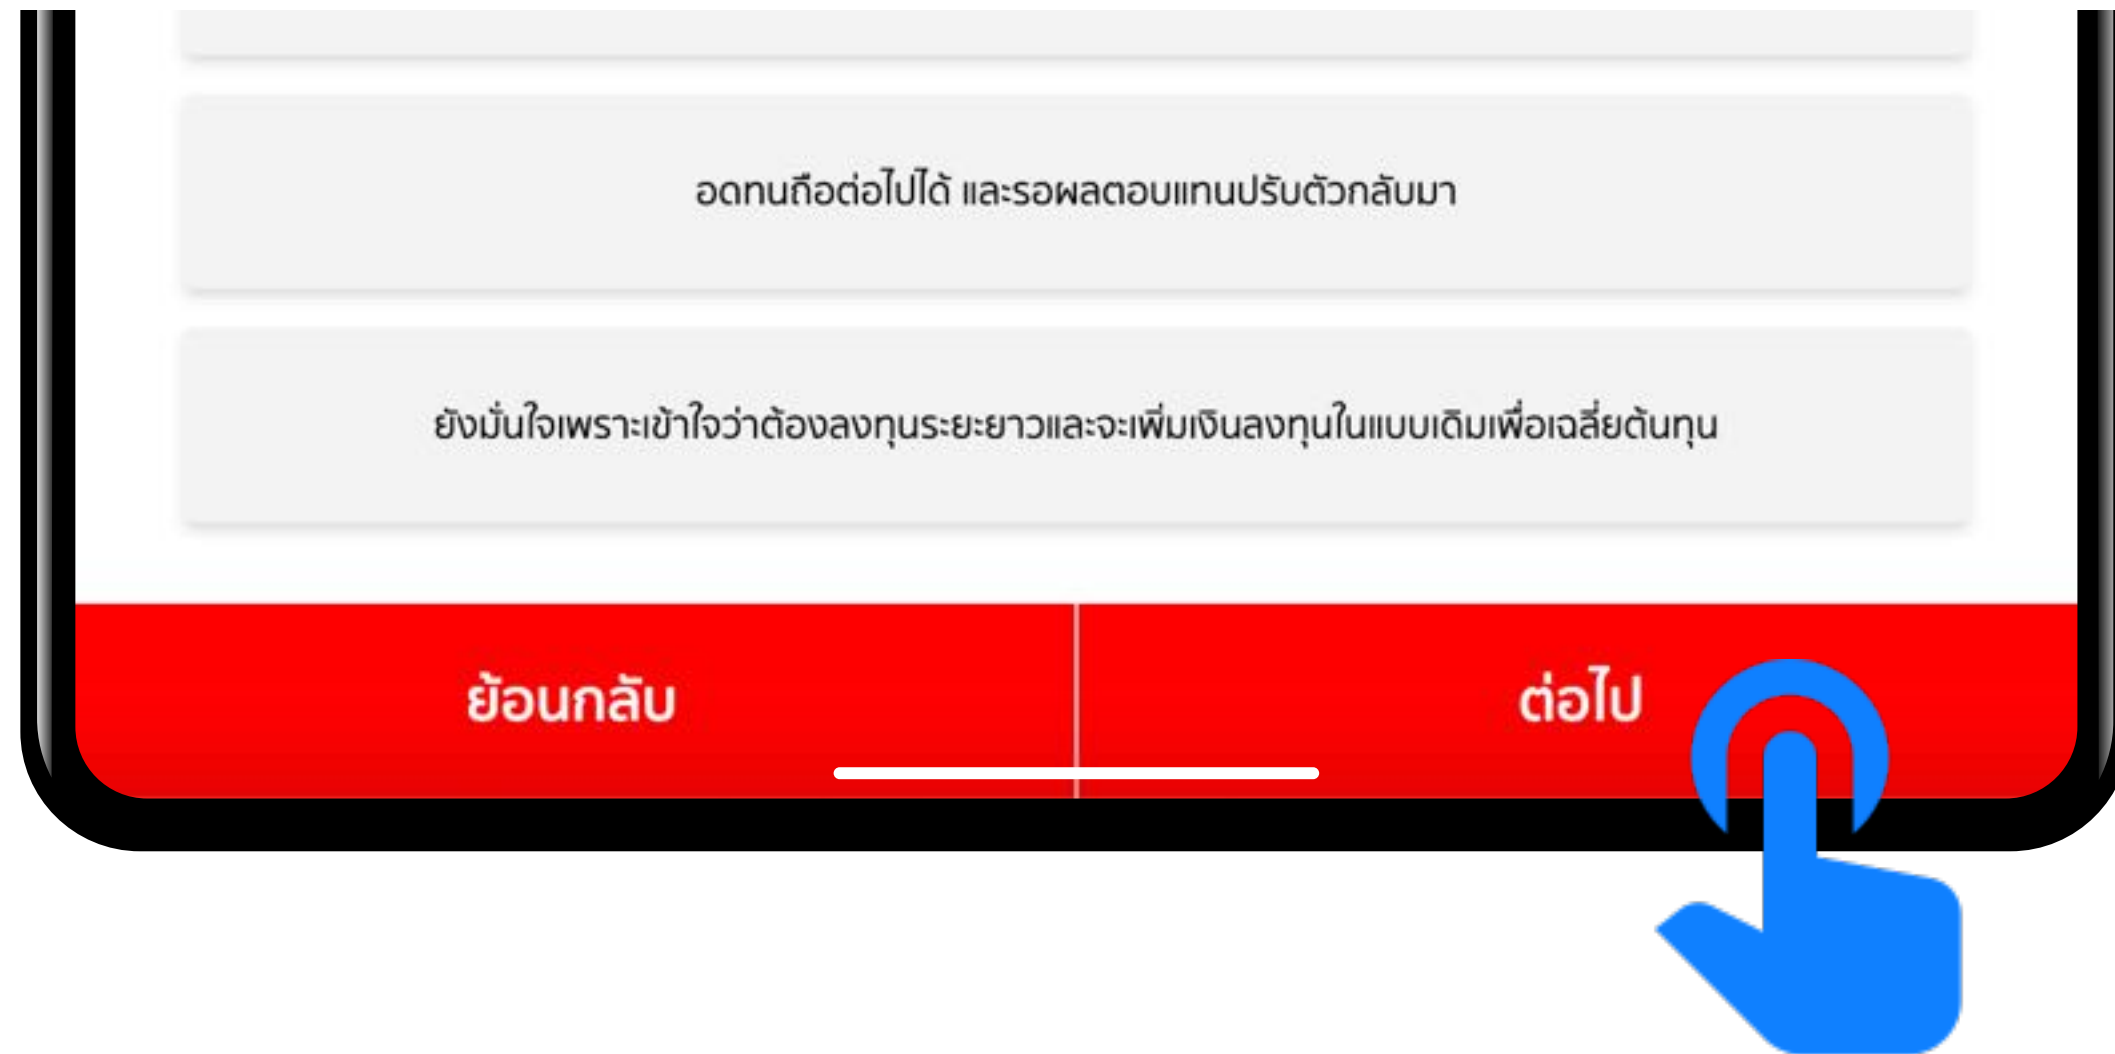 อดทนถือต่อไปได้ และรอผลตอบแทนปรับตัวกลับมา
ยังมั่นใจเพราะเข้าใจว่าต้องลงทุนระยะยาวและจะเพิ่มเงินลงทุนในแบบเดิมเพื่อเฉลี่ยต้นทุน
ย้อนกลับ
ต่อไป